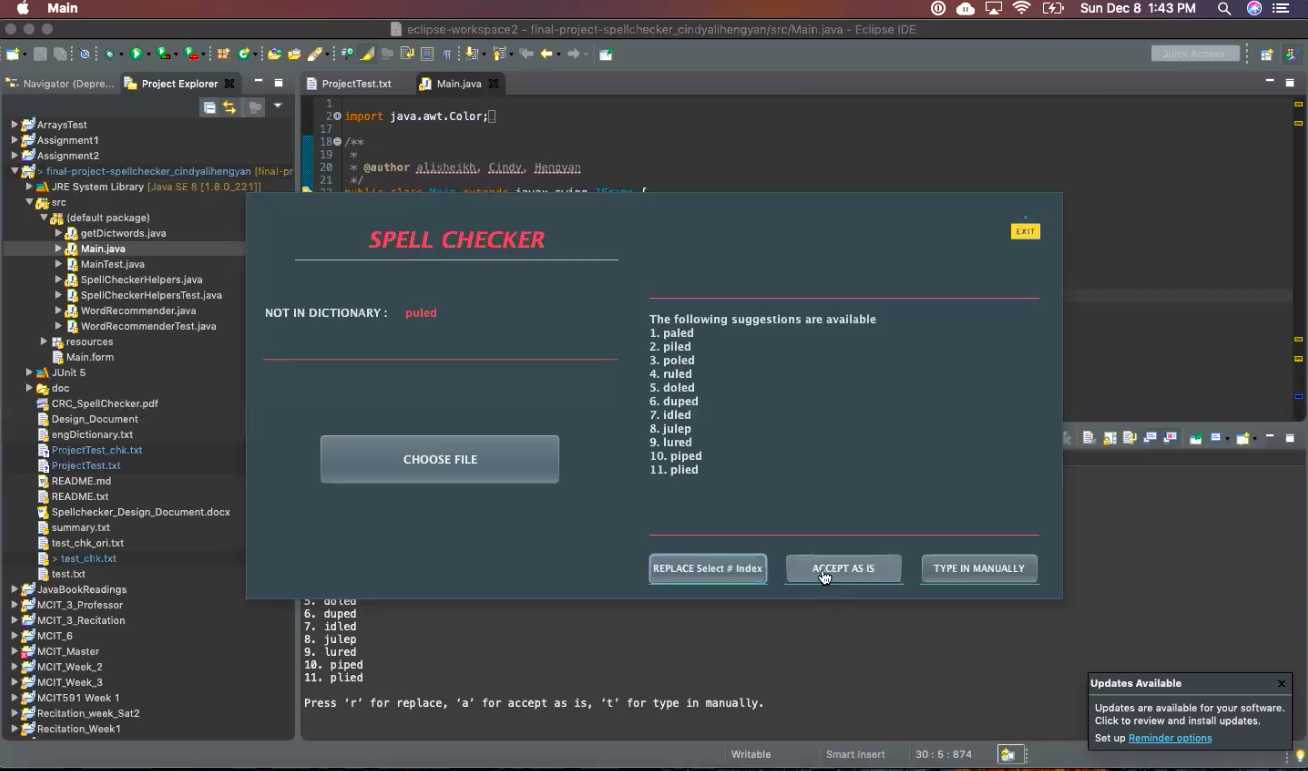 Main
Sun Dec 8 1:43 PM
eclipse-workspace2 - final-project-spellchecker_cindyalihengyan/src/Main.java - Eclipse IDE
Quick Access
Navigator (Depre...
Project Explorer
ProjectTest.txt
Main.java
ArraysTest
Assignment1
Assignment2
> final-project-spellchecker_cindyalihengyan [final-pro
JRE System Library [Java SE 8 [1.8.0_221]]
src
(default package)
getDictwords.java
Main.java
MainTest.java
SpellCheckerHelpers.java
SpellCheckerHelpersTest.java
WordRecommender.java
WordRecommenderTest.java
resources
Main.form
JUnit 5
doc
CRC_SpellChecker.pdf
Design_Document
engDictionary.txt
ProjectTest_chk.txt
ProjectTest.txt
README.md
README.txt
Spellchecker_Design_Document.docx
summary.txt
test_chk_ori.txt
> test_chk.txt
test.txt
JavaBookReadings
MCIT_3_Professor
MCIT_3_Recitation
MCIT_6
MCIT_Master
MCIT_Week_2
MCIT_Week_3
MCIT591 Week 1
Recitation_week_Sat2
Recitation_Week1
1
2 import java.awt.Color;
17
18 /**
19 *
20 * @author alisheikh, Cindy, Hengyan
21 */
public class Main extends javax.swing.JFrame {
SPELL CHECKER
EXIT
NOT IN DICTIONARY : puled
CHOOSE FILE
The following suggestions are available
1. paled
2. piled
3. poled
4. ruled
5. doled
6. duped
7. idled
8. julep
9. lured
10. piped
11. plied
REPLACE Select # Index
ACCEPT AS IS
TYPE IN MANUALLY
5. doled
6. duped
7. idled
8. julep
9. lured
10. piped
11. plied
Press 'r' for replace, 'a' for accept as is, 't' for type in manually.
Updates Available
Updates are available for your software.
Click to review and install updates.
Set up Reminder options
Writable
Smart Insert
30 : 5 : 874